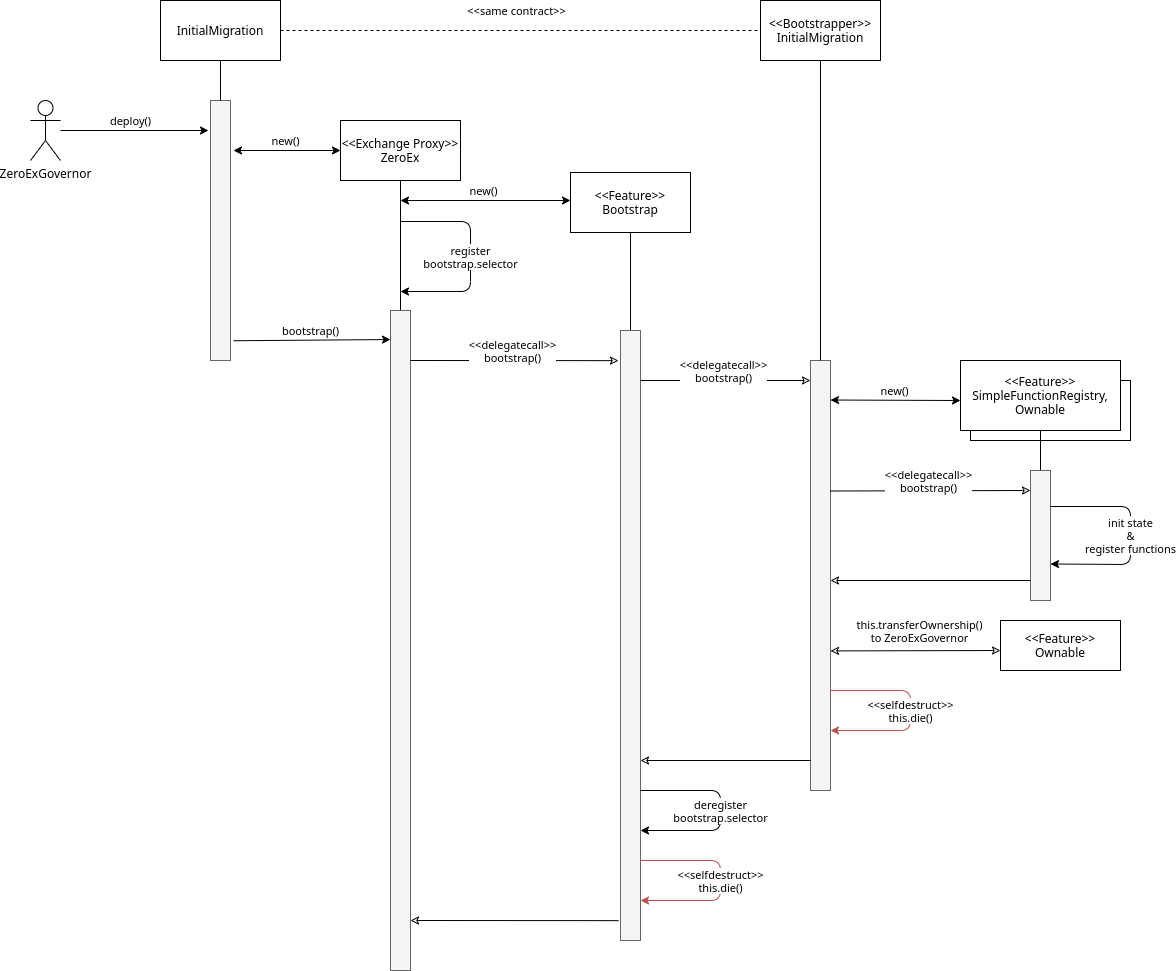 <<same contract>>
InitialMigration
<<Bootstrapper>>
InitialMigration
deploy()
ZeroExGovernor
new()
<<Exchange Proxy>>
ZeroEx
new()
<<Feature>>
Bootstrap
register
bootstrap.selector
bootstrap()
<<delegatecall>>
bootstrap()
<<delegatecall>>
bootstrap()
new()
<<Feature>>
SimpleFunctionRegistry,
Ownable
<<delegatecall>>
bootstrap()
init state
&
register functions
this.transferOwnership()
to ZeroExGovernor
<<Feature>>
Ownable
<<selfdestruct>>
this.die()
deregister
bootstrap.selector
<<selfdestruct>>
this.die()